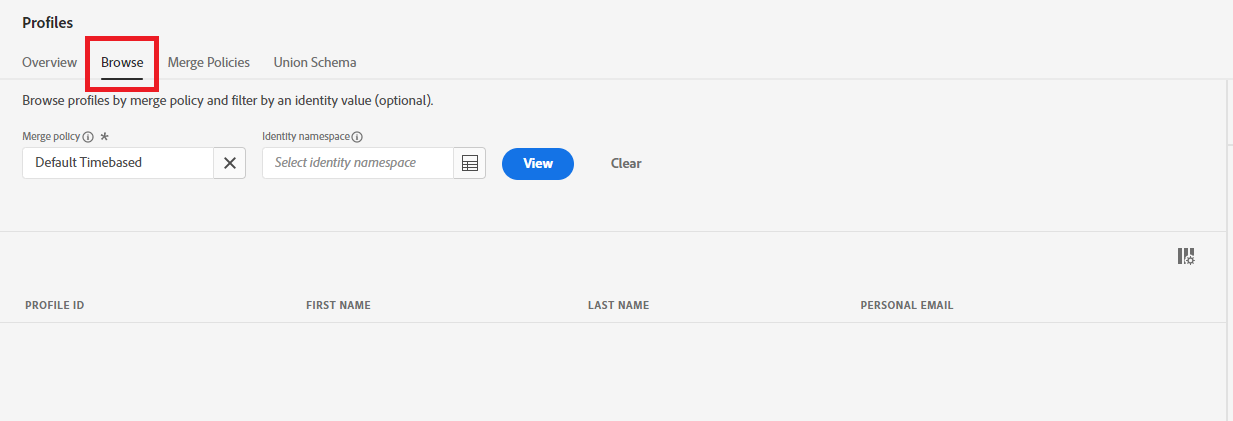 Profiles
Overview Browse Merge Policies Union Schema
Browse profiles by merge policy and filter by an identity value (optional).
Merge policy * Identity namespace
Default Timebased Select identity namespace View Clear
PROFILE ID FIRST NAME LAST NAME PERSONAL EMAIL